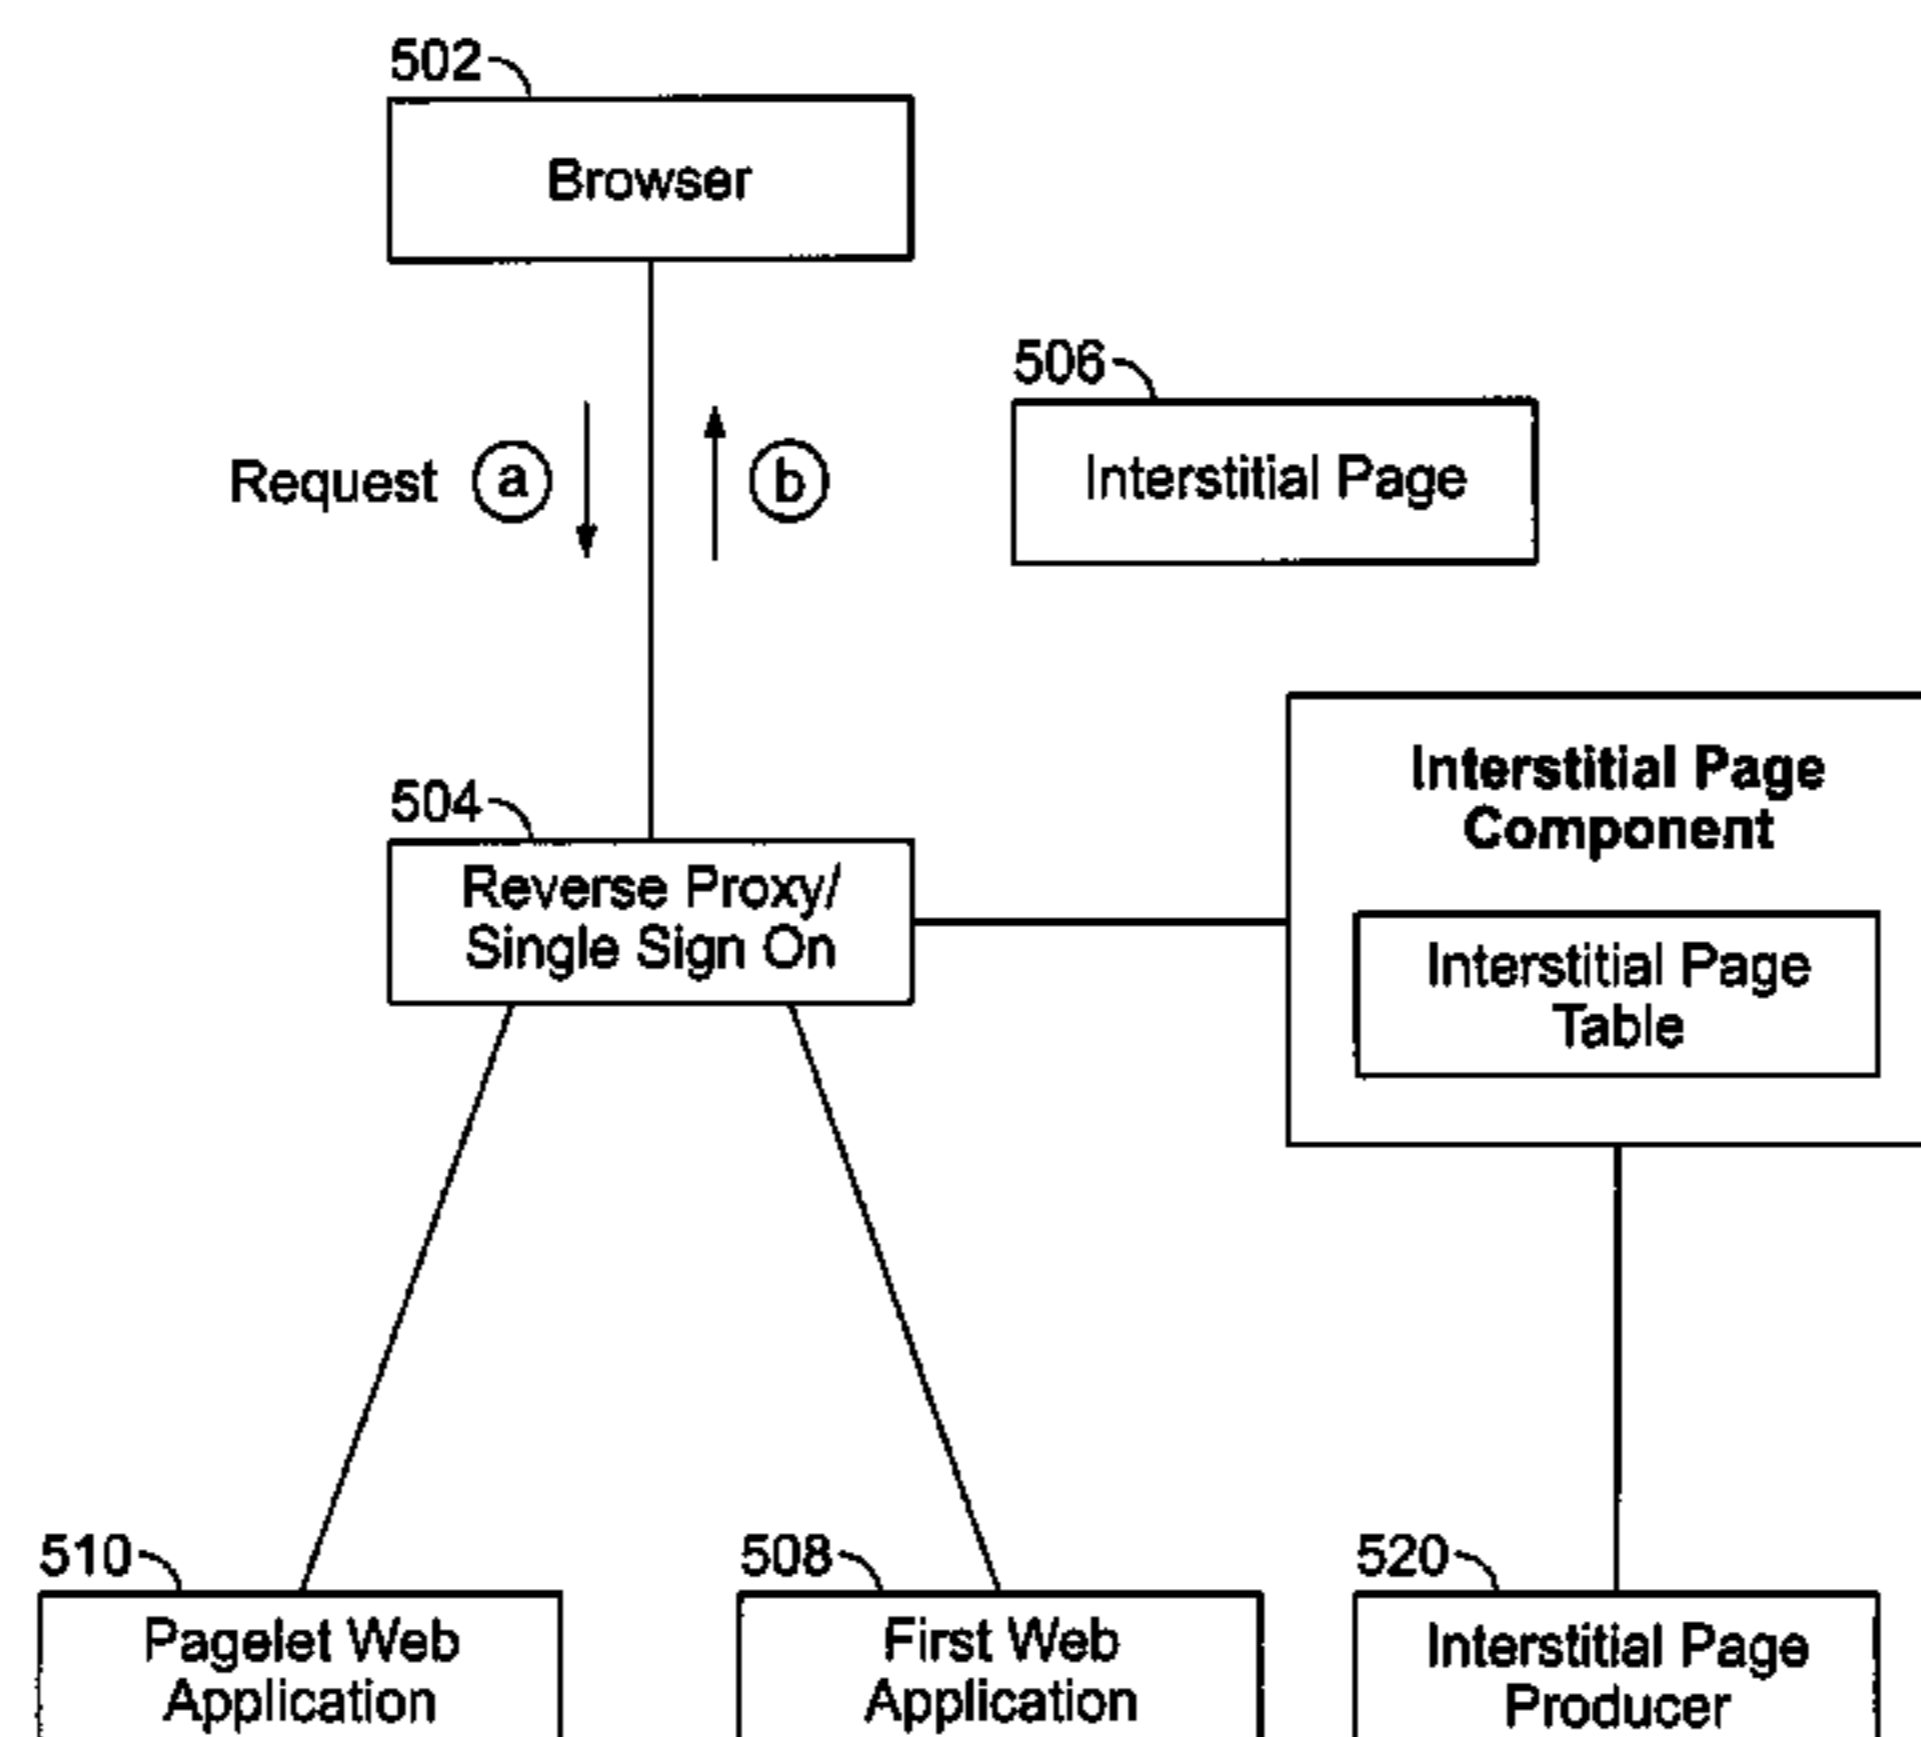 502
Browser
506
Request a b
Interstitial Page
Interstitial Page
Component
504
Reverse Proxy/
Single Sign On
Interstitial Page
Table
510
508
520
Pagelet Web
Application
First Web
Application
Interstitial Page
Producer